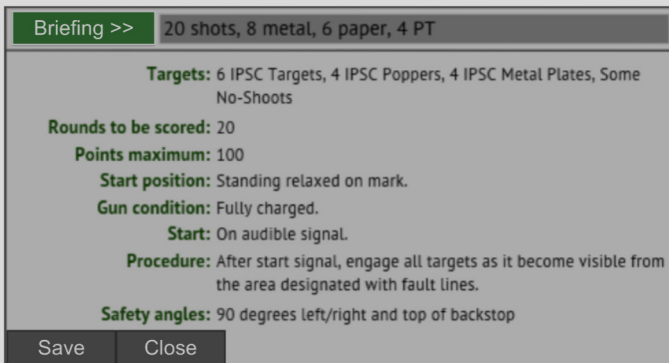 Briefing >> 20 shots, 8 metal, 6 paper, 4 PT
Targets: 6 IPSC Targets, 4 IPSC Poppers, 4 IPSC Metal Plates, Some
No-Shoots
Rounds to be scored: 20
Points maximum: 100
Start position: Standing relaxed on mark.
Gun condition: Fully charged.
Start: On audible signal.
Procedure: After start signal, engage all targets as it become visible from
the area designated with fault lines.
Safety angles: 90 degrees left/right and top of backstop
Save Close